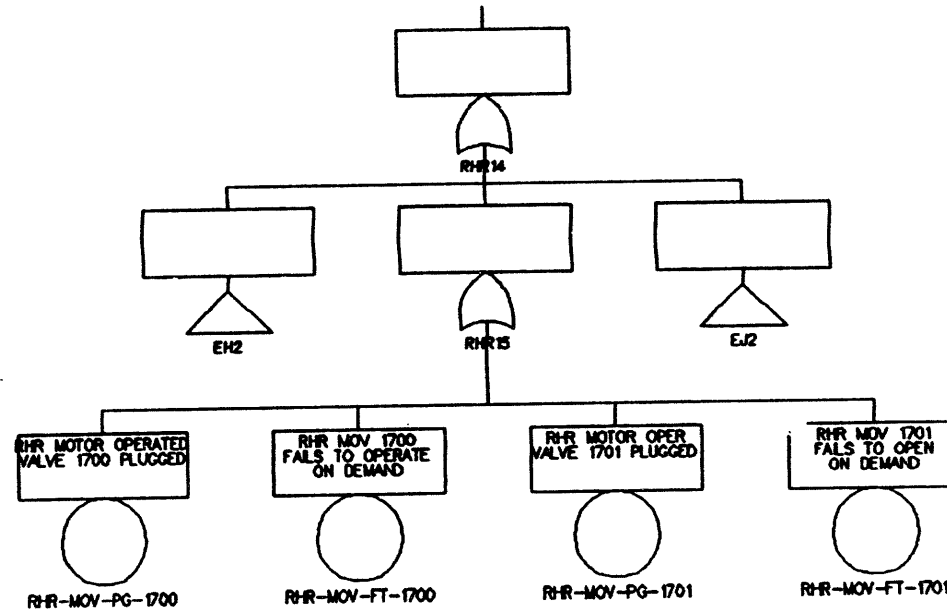 RHR14
EH2
RHR15
EJ2
RHR MOTOR OPERATED
VALVE 1700 PLUGGED
RHR MOV 1700
FAILS TO OPERATE
ON DEMAND
RHR MOTOR OPER
VALVE 1701 PLUGGED
RHR MOV 1701
FAILS TO OPEN
ON DEMAND
RHR-MOV-PG-1700
RHR-MOV-FT-1700
RHR-MOV-PG-1701
RHR-MOV-FT-1701